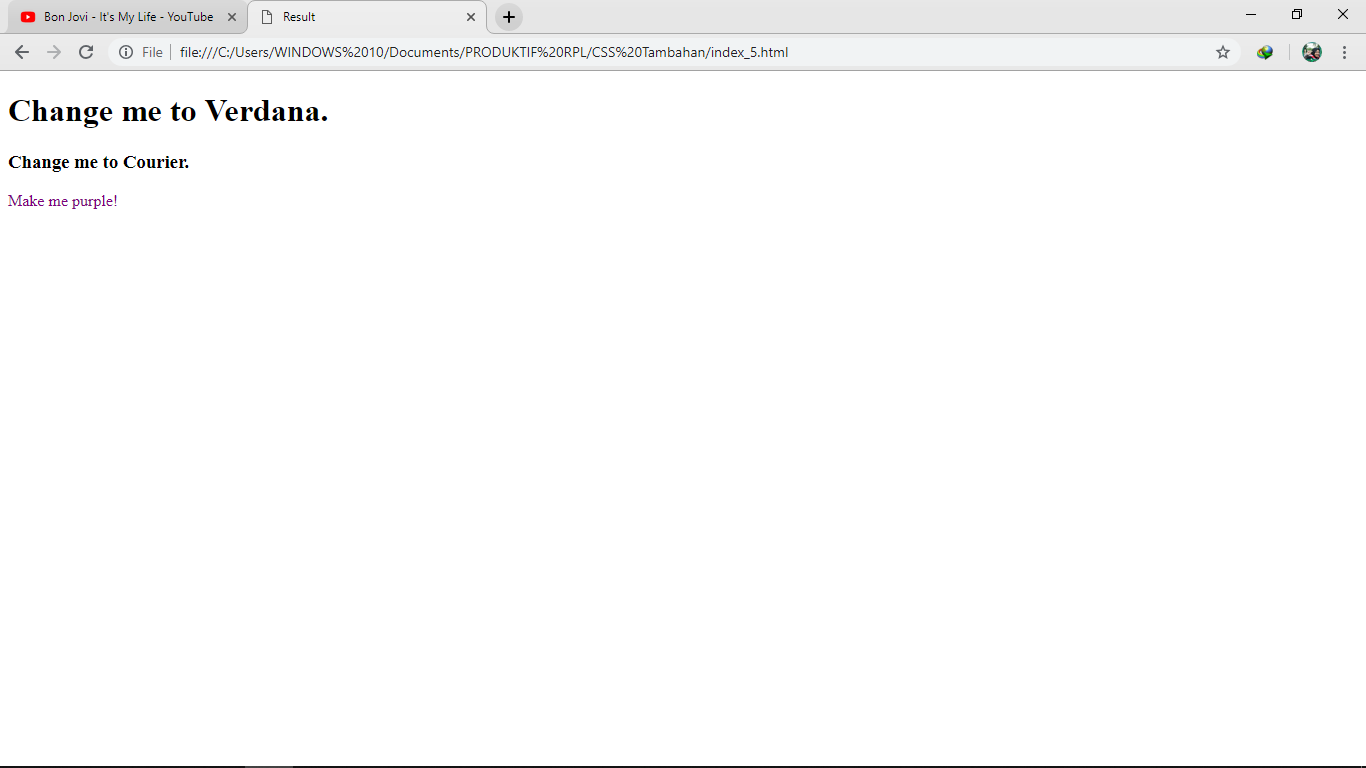 Bon Jovi - It's My Life - YouTube
Result
File
file:///C:/Users/WINDOWS%2010/Documents/PRODUKTIF%20RPL/CSS%20Tambahan/index_5.html
Change me to Verdana.
Change me to Courier.
Make me purple!